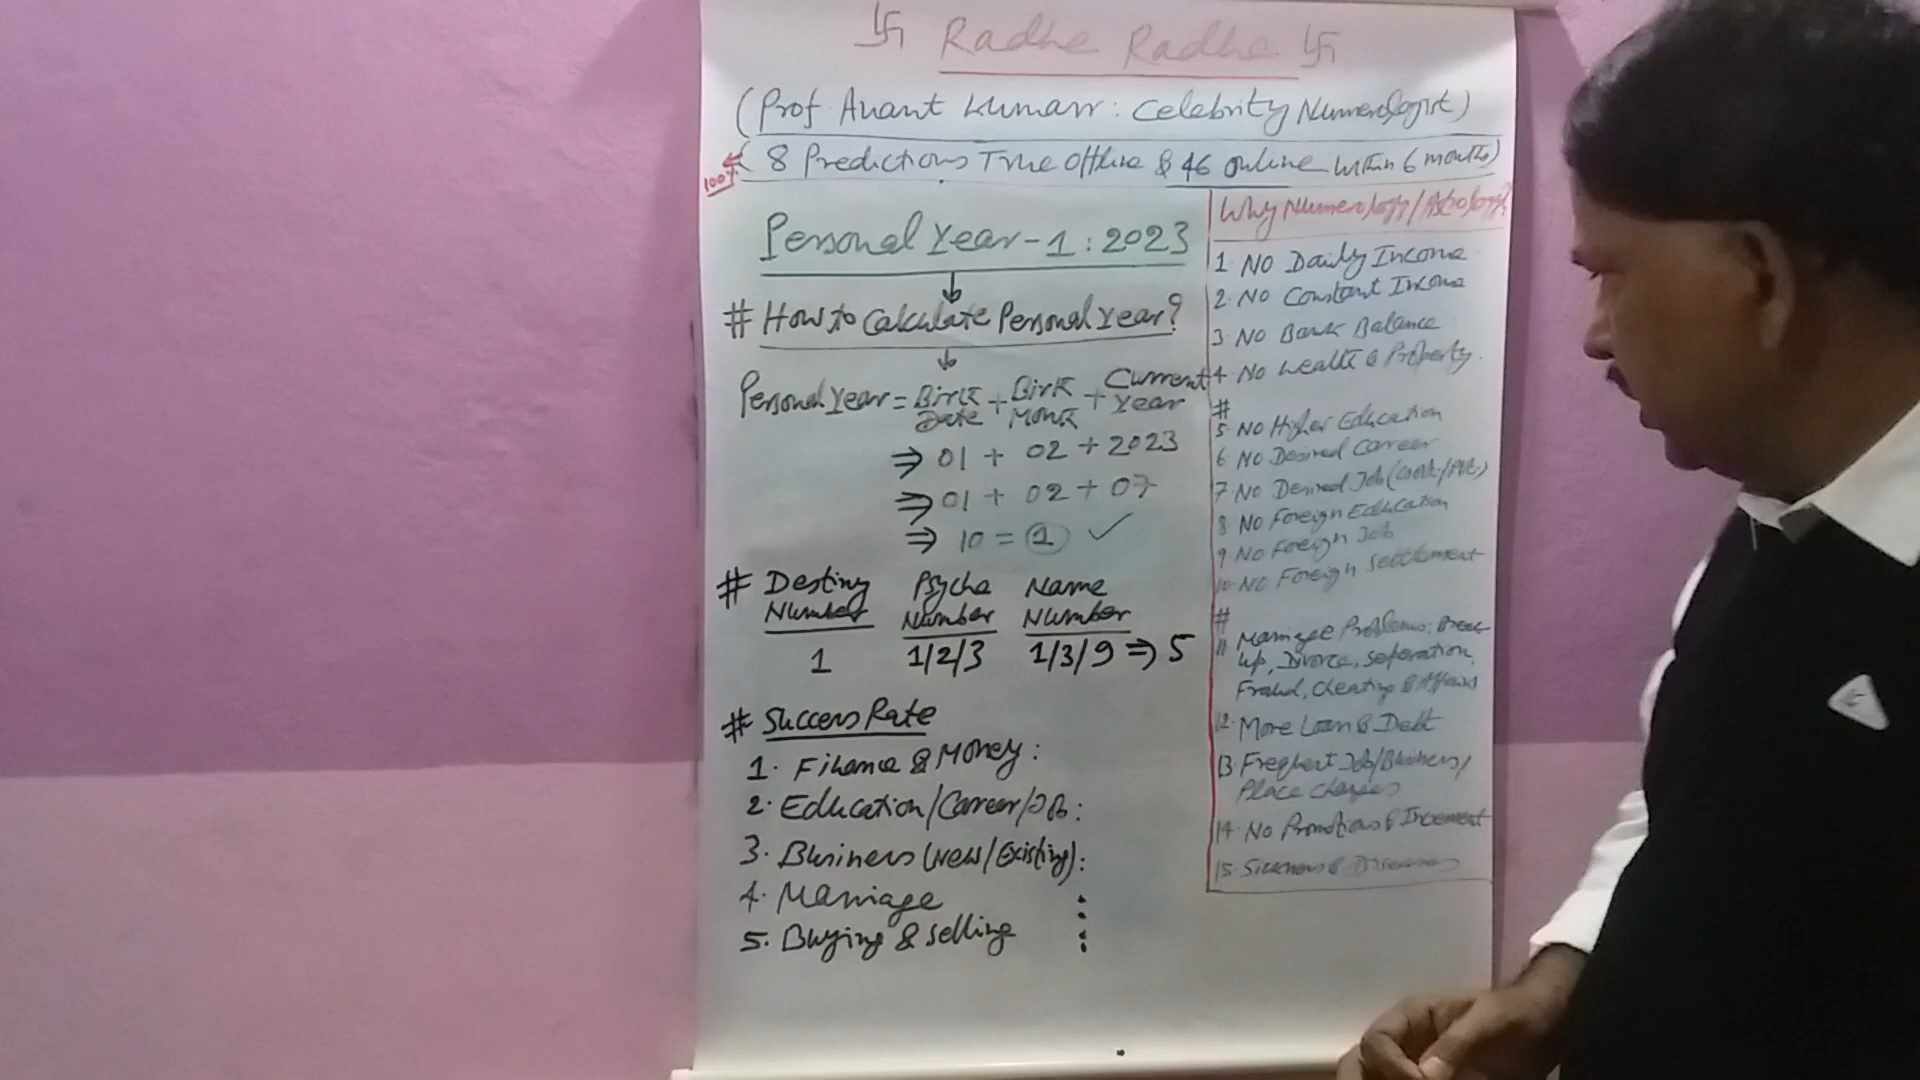 卐 Radhe Radhe 卐
(Prof. Anant Kumarr: Celebrity Numerologist)
100% ← ( 8 Predictions True Offline & 46 online within 6 months)
Personal Year-1: 2023
↓
# How to Calculate Personal Year?
↓
Personal Year = Birth Date + Birth Month + Current Year
⇒ 01 + 02 + 2023
⇒ 01 + 02 + 07
⇒ 10 = 1 ✓
# Destiny Number Psyche Number Name Number
1 1/2/3 1/3/9 ⇒ 5
# Success Rate
1. Finance & Money:
2. Education/Career/Job:
3. Business (New/Existing):
4. Marriage :
5. Buying & Selling :
Why Numerology/Astrology?
1. NO Daily Income
2. NO Constant Income
3. NO Bank Balance
4. NO Wealth & Property.
#
5 NO Higher Education
6 NO Desired Career
7 NO Desired Job (Govt./Pvt.)
8. NO Foreign Education
9 NO Foreign Job
10. NO Foreign Settlement
#
11 Marriage Problems: Break
up, Divorce, Seperation,
Fraud, Cheating & Affairs
12. More Loan & Debt
13. Frequent Job/Business/
Place changes
14. NO Promotions & Increment
15. Sickness & Diseases